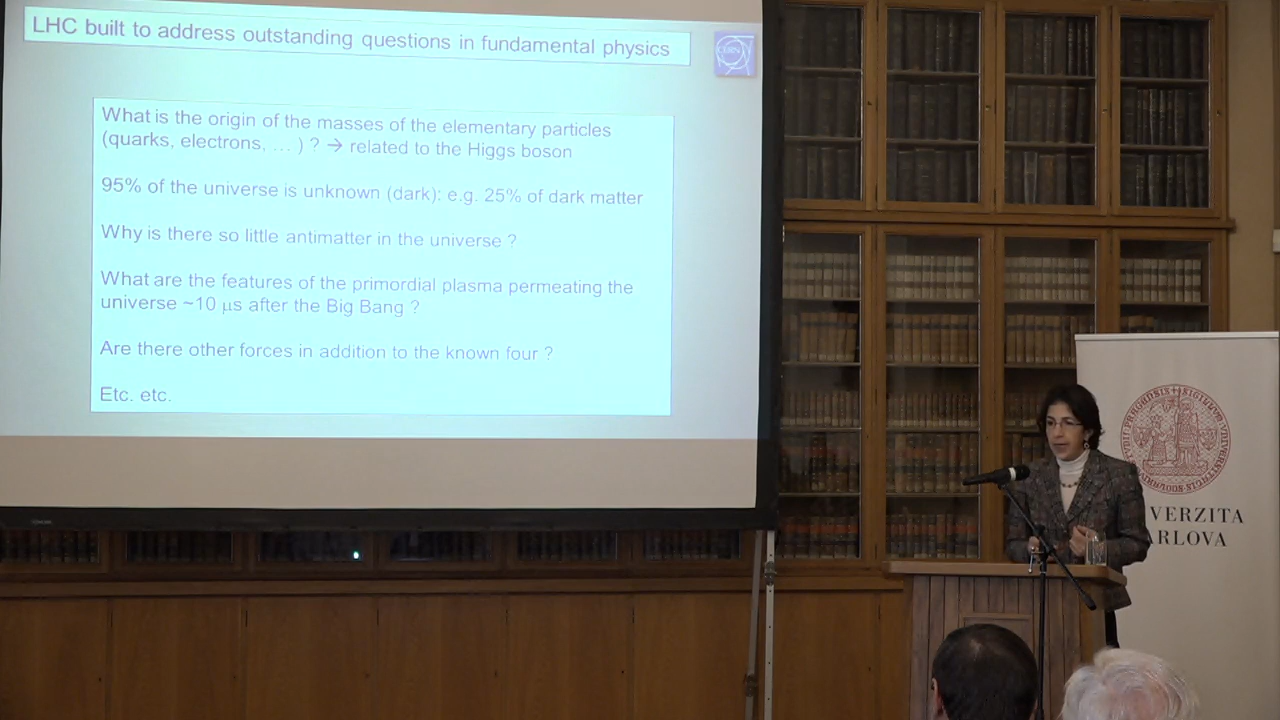 LHC built to address outstanding questions in fundamental physics
CERN
What is the origin of the masses of the elementary particles
(quarks, electrons, … ) ? → related to the Higgs boson
95% of the universe is unknown (dark): e.g. 25% of dark matter
Why is there so little antimatter in the universe ?
What are the features of the primordial plasma permeating the
universe ~10 μs after the Big Bang ?
Are there other forces in addition to the known four ?
Etc. etc.
VERZITA
ARLOVA